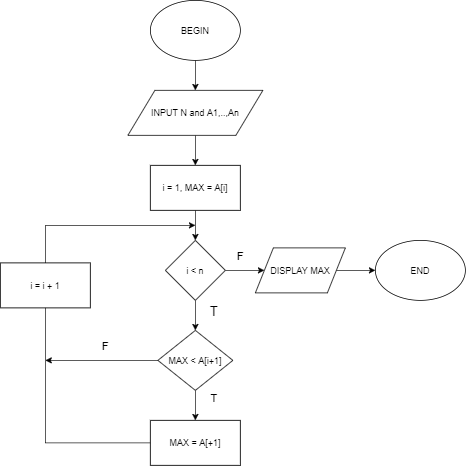 BEGIN
INPUT N and A1,..,An
i = 1, MAX = A[i]
i < n
F
DISPLAY MAX
END
i = i + 1
T
MAX < A[i+1]
F
T
MAX = A[+1]